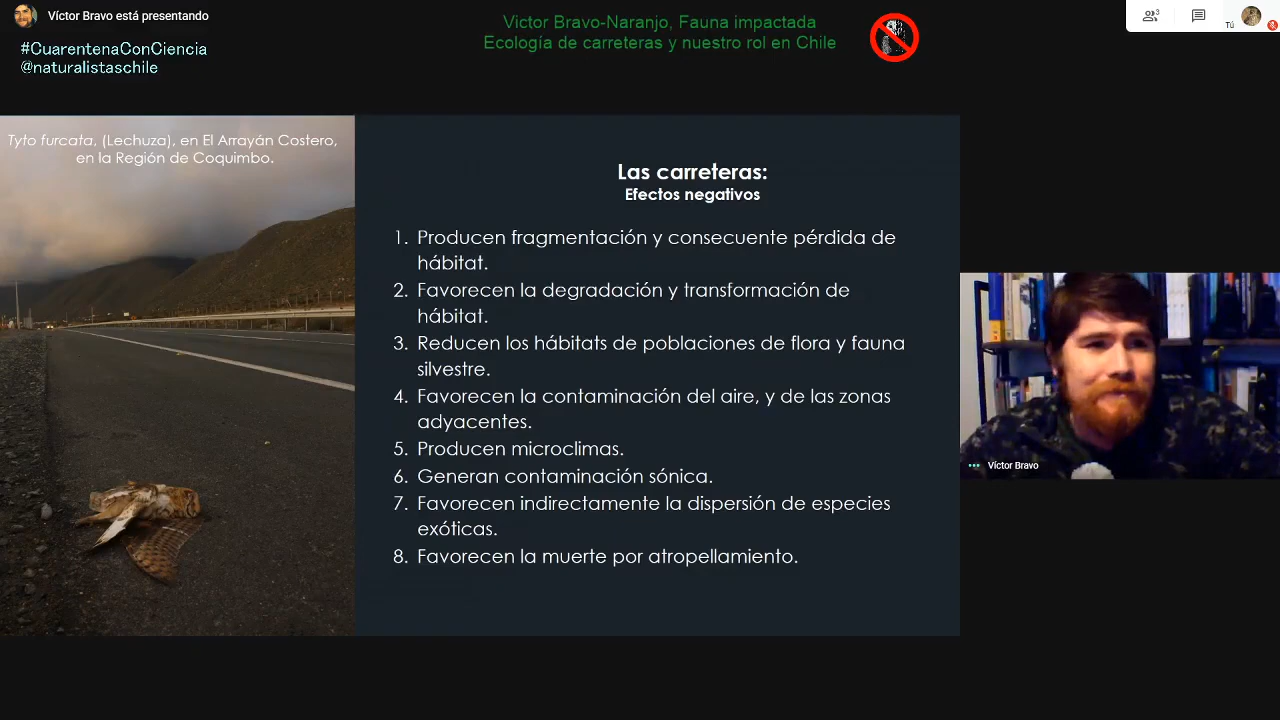 Víctor Bravo está presentando
#CuarentenaConCiencia
@naturalistaschile
Victor Bravo-Naranjo, Fauna impactada
Ecología de carreteras y nuestro rol en Chile
3
Tú
Tyto furcata, (Lechuza), en El Arrayán Costero,
en la Región de Coquimbo.
Las carreteras:
Efectos negativos
1. Producen fragmentación y consecuente pérdida de
hábitat.
2. Favorecen la degradación y transformación de
hábitat.
3. Reducen los hábitats de poblaciones de flora y fauna
silvestre.
4. Favorecen la contaminación del aire, y de las zonas
adyacentes.
5. Producen microclimas.
6. Generan contaminación sónica.
7. Favorecen indirectamente la dispersión de especies
exóticas.
8. Favorecen la muerte por atropellamiento.
Víctor Bravo